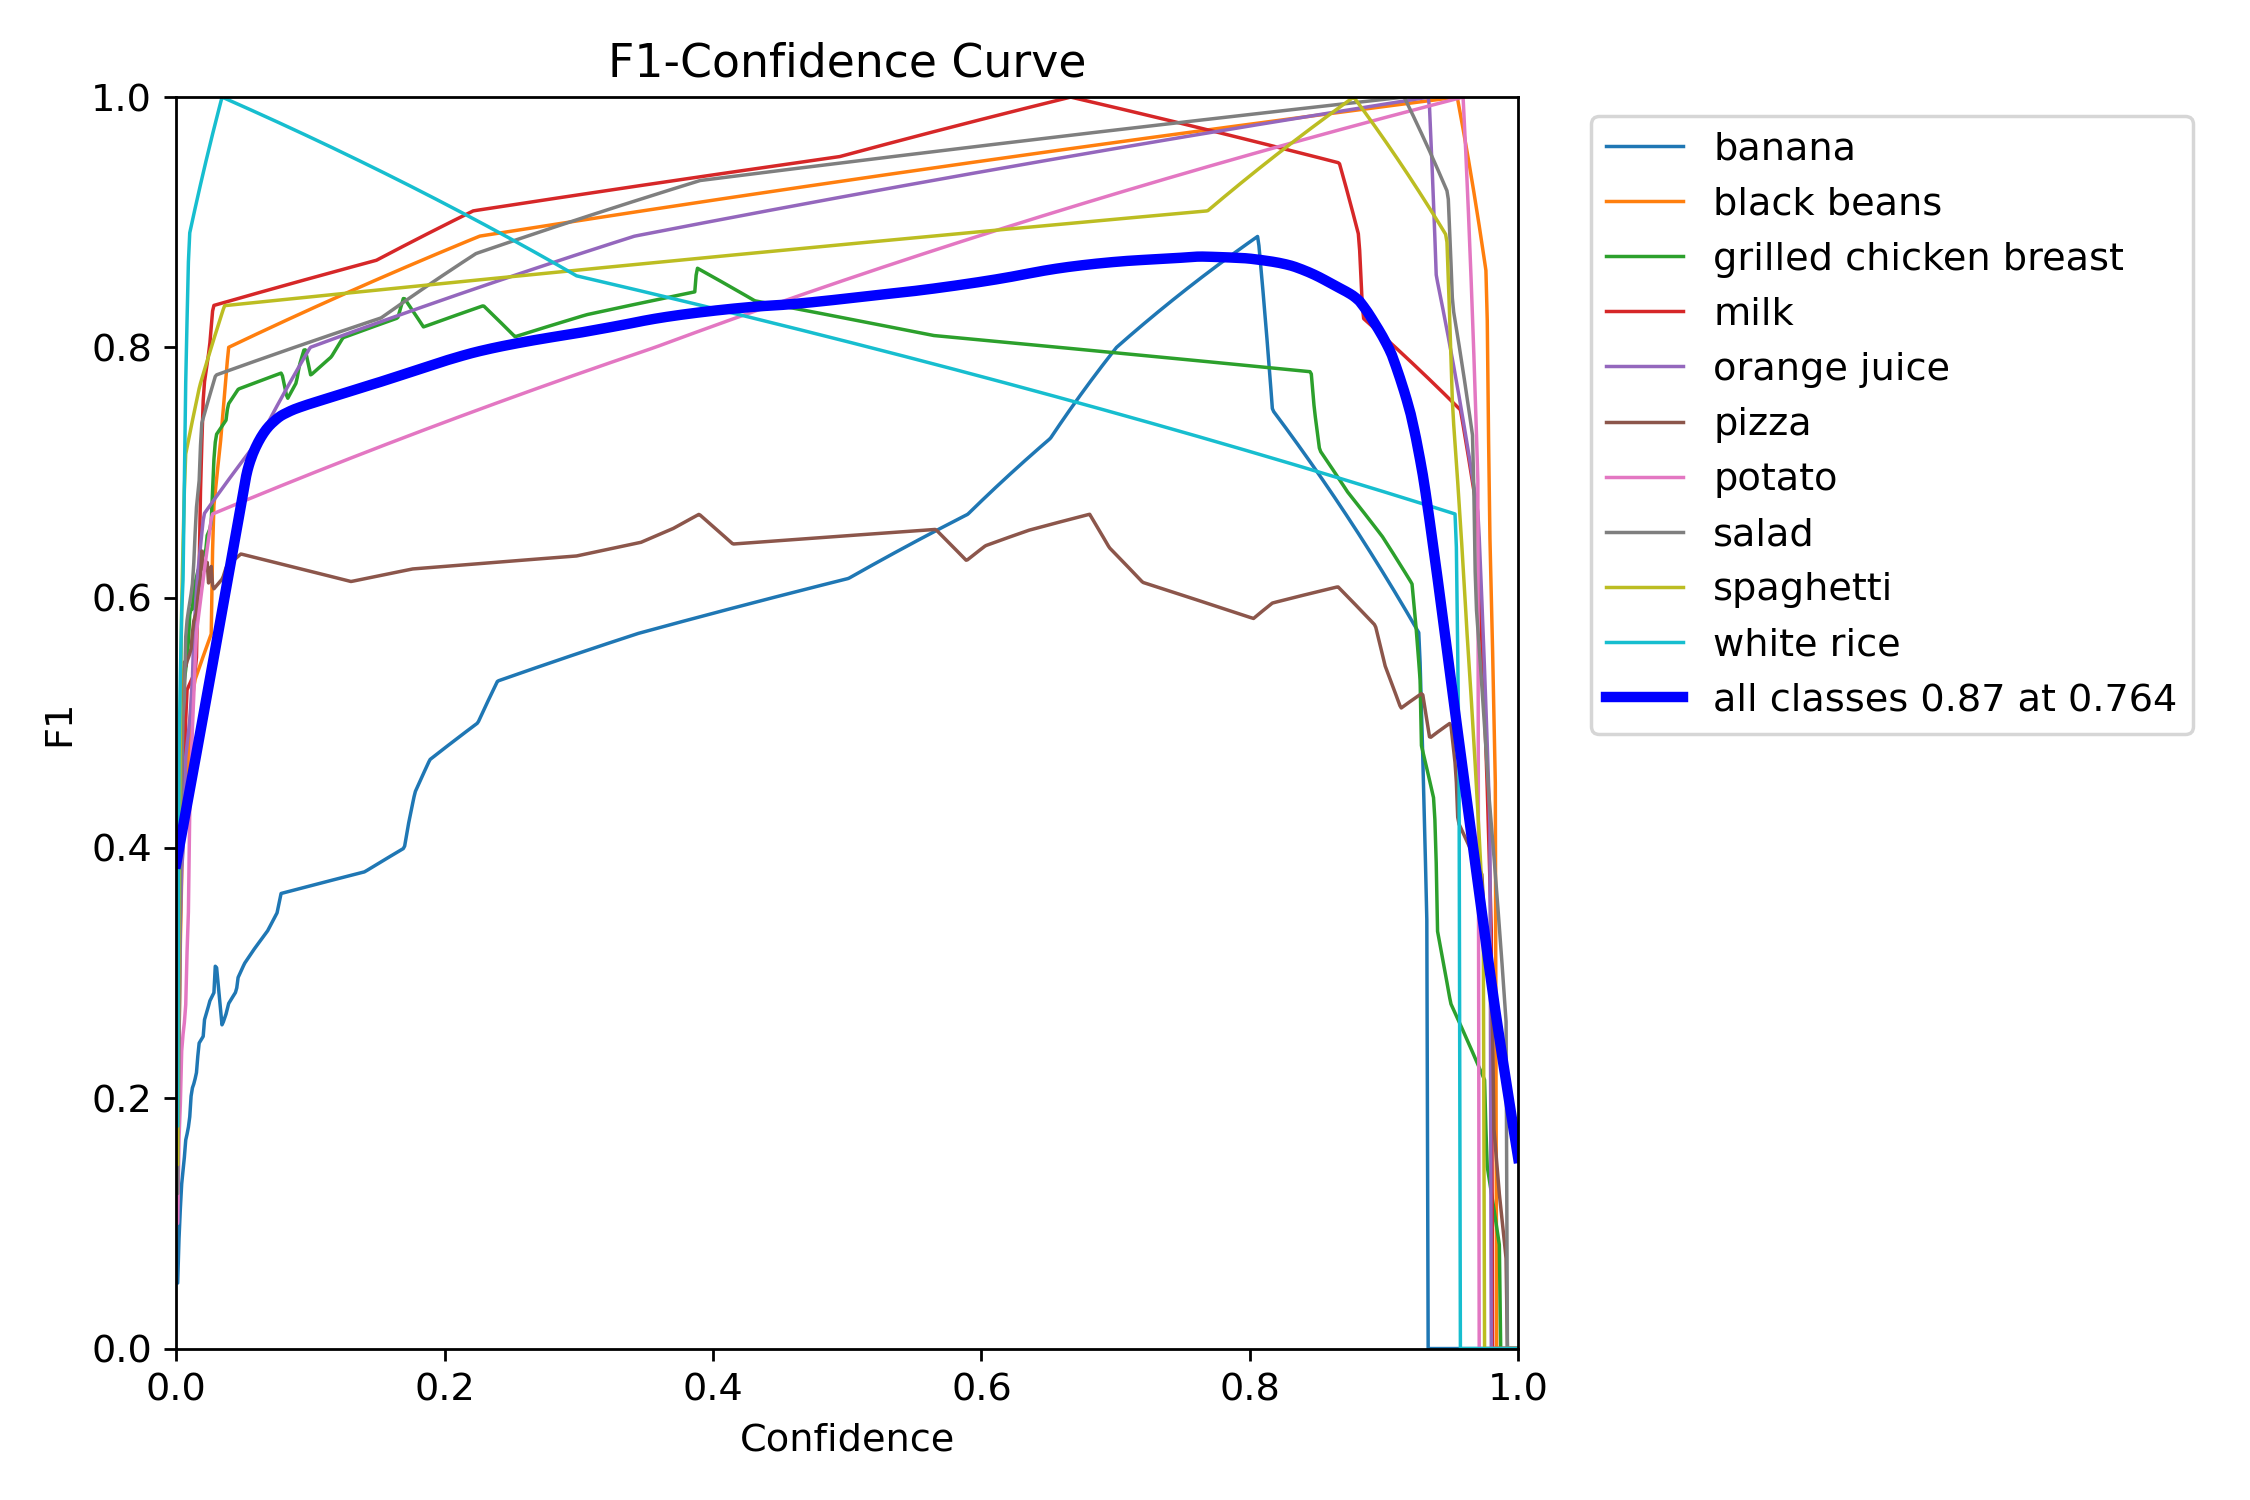 F1-Confidence Curve
1.0
0.8
0.6
0.4
0.2
0.0
F1
0.0 0.2 0.4 0.6 0.8 1.0
Confidence
banana
black beans
grilled chicken breast
milk
orange juice
pizza
potato
salad
spaghetti
white rice
all classes 0.87 at 0.764